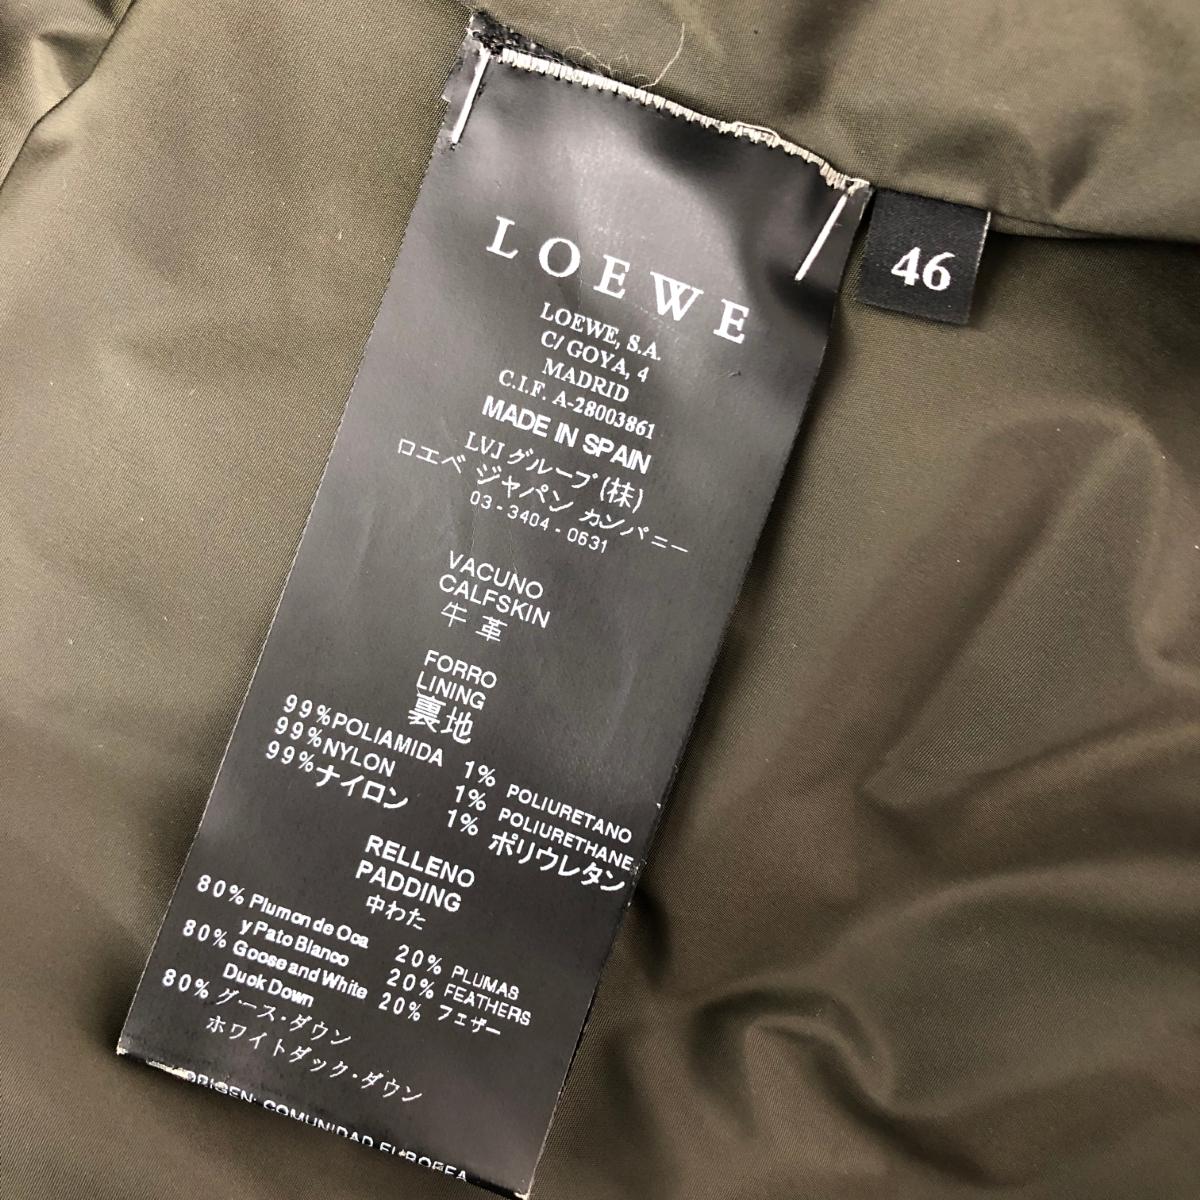 LOEWE
46
LOEWE, S.A.
C/ GOYA, 4
MADRID
C.I.F. A-28003861
MADE IN SPAIN
LVJ グループ (株)
ロエベ ジャパン カンパニー
03-3404-0631
VACUNO
CALFSKIN
牛革
FORRO
LINING
裏地
99%POLIAMIDA 1% POLIURETANO
99%NYLON 1% POLIURETHANE
99%ナイロン 1% ポリウレタン
RELLENO
PADDING
中わた
80% Plumon de Oca y Pato Blanco 20% PLUMAS
80% Goose and White Duck Down 20% FEATHERS
80% グース・ダウン 20% フェザー
ホワイトダック・ダウン
ORIGEN: COMUNIDAD EUROPEA